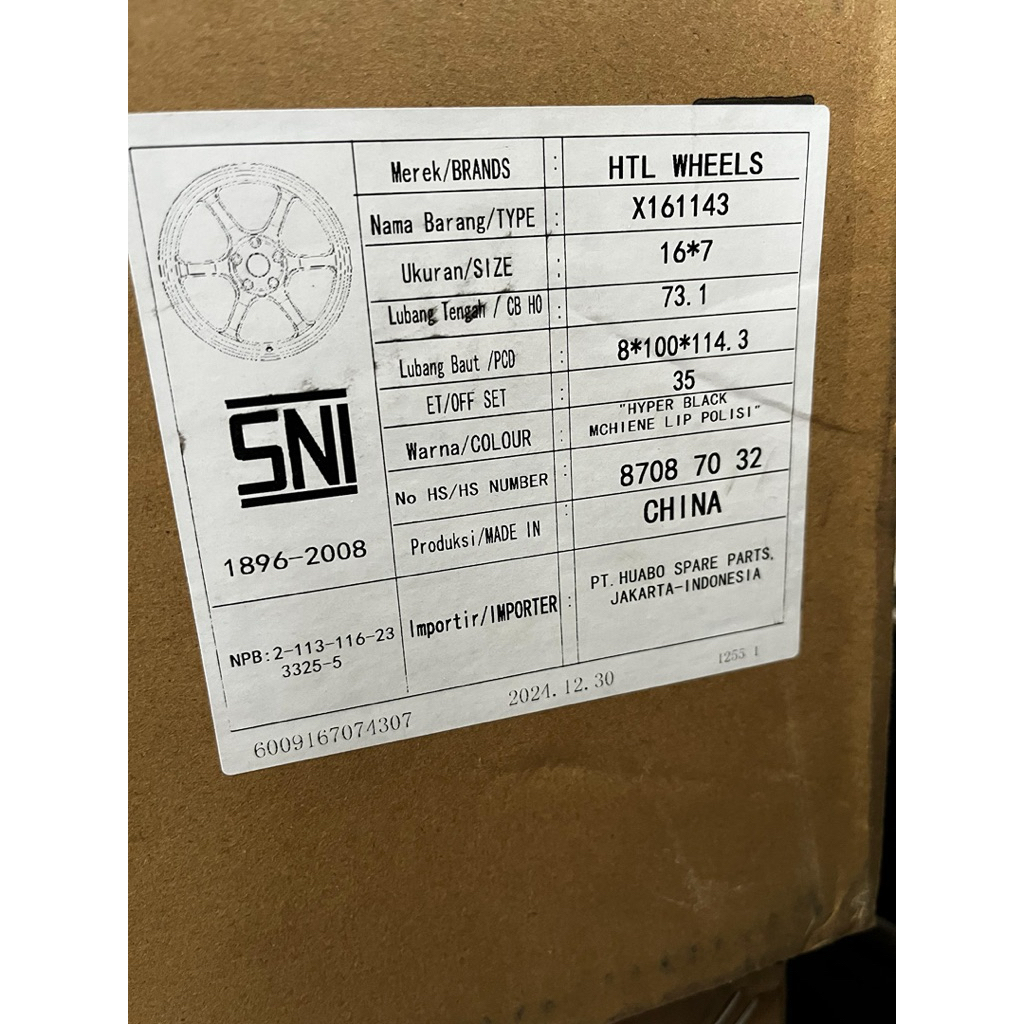 Merek/BRANDS : HTL WHEELS
Nama Barang/TYPE : X161143
Ukuran/SIZE : 16*7
Lubang Tengah / CB HO : 73.1
Lubang Baut /PCD : 8*100*114.3
ET/OFF SET : 35
Warna/COLOUR : "HYPER BLACK
MCHIENE LIP POLISI"
No HS/HS NUMBER : 8708 70 32
Produksi/MADE IN : CHINA
Importir/IMPORTER : PT. HUABO SPARE PARTS.
JAKARTA-INDONESIA
SNI
1896-2008
NPB:2-113-116-23
3325-5
6009167074307
2024.12.30
1255 1